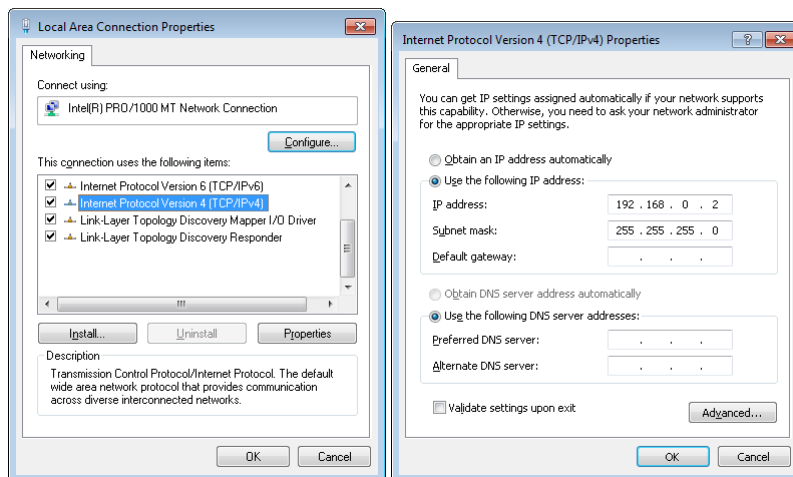 Local Area Connection Properties
Networking
Connect using:
Intel(R) PRO/1000 MT Network Connection
Configure...
This connection uses the following items:
Internet Protocol Version 6 (TCP/IPv6)
Internet Protocol Version 4 (TCP/IPv4)
Link-Layer Topology Discovery Mapper I/O Driver
Link-Layer Topology Discovery Responder
Install...
Uninstall
Properties
Description
Transmission Control Protocol/Internet Protocol. The default
wide area network protocol that provides communication
across diverse interconnected networks.
OK
Cancel
Internet Protocol Version 4 (TCP/IPv4) Properties
General
You can get IP settings assigned automatically if your network supports
this capability. Otherwise, you need to ask your network administrator
for the appropriate IP settings.
Obtain an IP address automatically
Use the following IP address:
IP address: 192 . 168 . 0 . 2
Subnet mask: 255 . 255 . 255 . 0
Default gateway: . . .
Obtain DNS server address automatically
Use the following DNS server addresses:
Preferred DNS server: . . .
Alternate DNS server: . . .
Validate settings upon exit
Advanced...
OK
Cancel